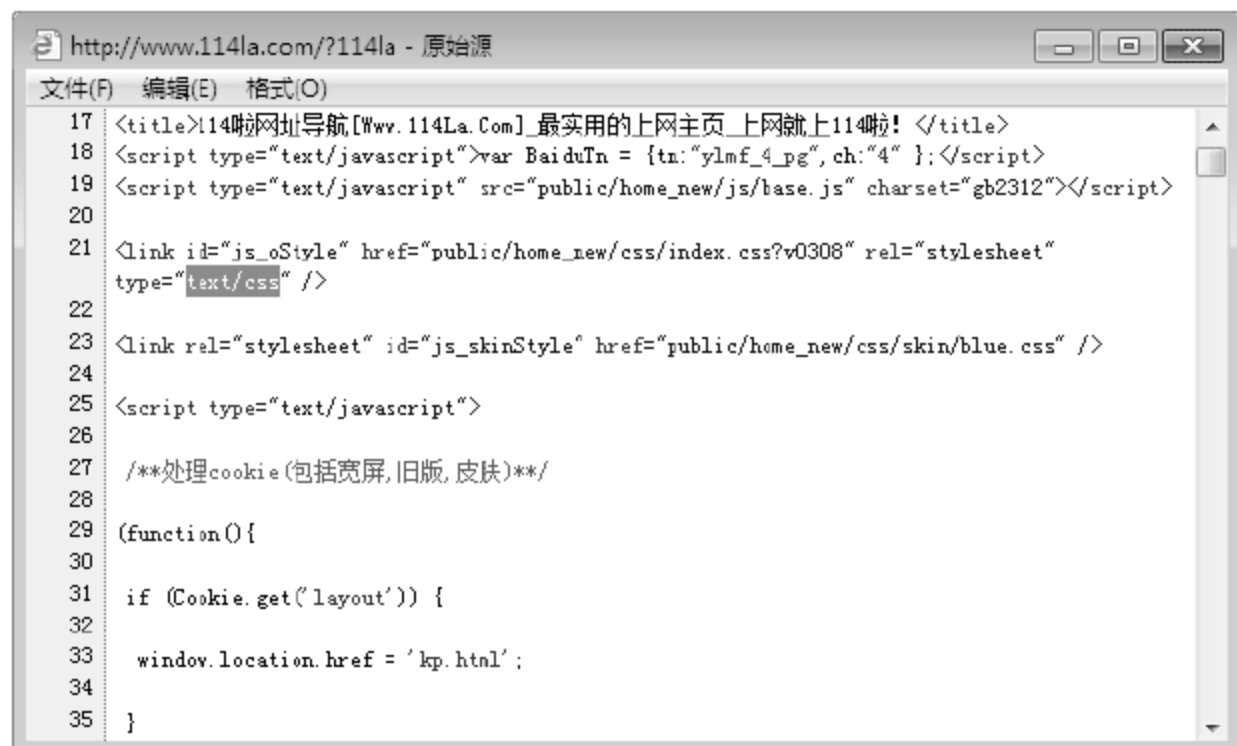 http://www.114la.com/?114la - 原始源
文件(F) 编辑(E) 格式(O)
17 <title>114啦网址导航[Www.114La.Com]_最实用的上网主页_上网就上114啦! </title>
18 <script type="text/javascript">var BaiduTn = {tn:"ylmf_4_pg",ch:"4" };</script>
19 <script type="text/javascript" src="public/home_new/js/base.js" charset="gb2312"></script>
20
21 <link id="js_oStyle" href="public/home_new/css/index.css?v0308" rel="stylesheet"
type="text/css" />
22
23 <link rel="stylesheet" id="js_skinStyle" href="public/home_new/css/skin/blue.css" />
24
25 <script type="text/javascript">
26
27 /**处理cookie(包括宽屏,旧版,皮肤)**/
28
29 (function(){
30
31 if (Cookie.get('layout')) {
32
33 window.location.href = 'kp.html';
34
35 }